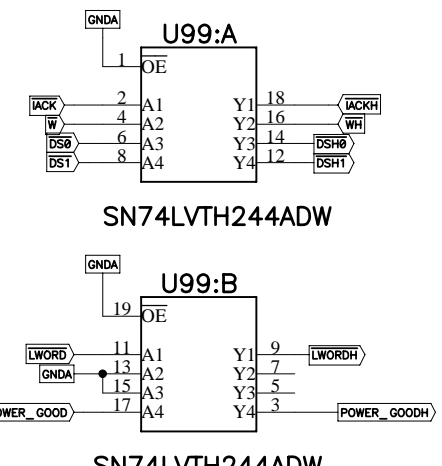 GNDA
U99:A
1 OE
IACK 2 A1 Y1 18 IACKH
W 4 A2 Y2 16 WH
DS0 6 A3 Y3 14 DSH0
DS1 8 A4 Y4 12 DSH1
SN74LVTH244ADW
GNDA
U99:B
19 OE
LWORD 11 A1 Y1 9 LWORDH
GNDA 13 A2 Y2 7
15 A3 Y3 5
OWER_GOOD 17 A4 Y4 3 POWER_GOODH
SN74LVTH244ADW